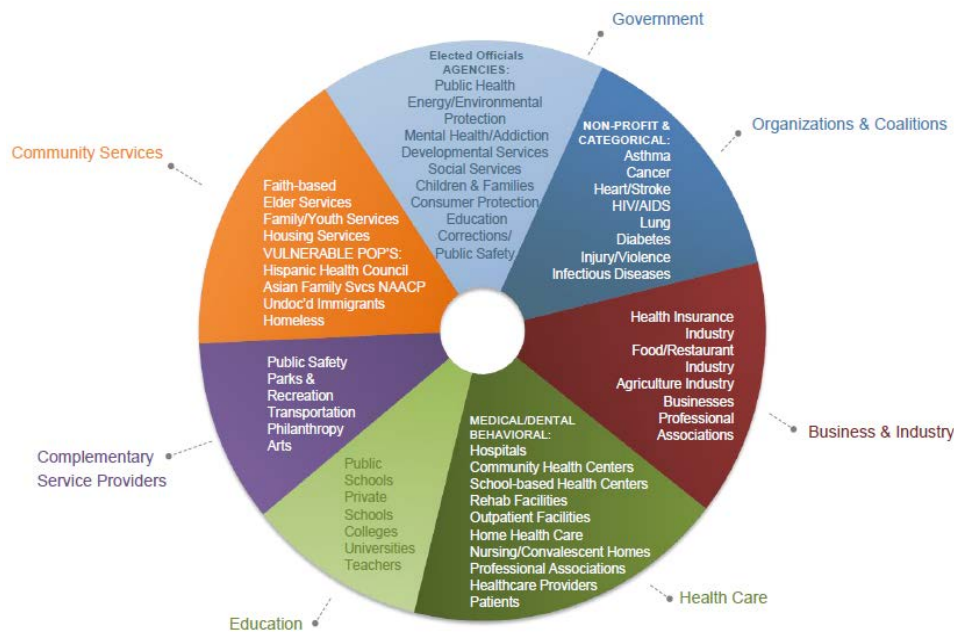 Government
Elected Officials
AGENCIES:
Public Health
Energy/Environmental
Protection
Mental Health/Addiction
Developmental Services
Social Services
Children & Families
Consumer Protection
Education
Corrections/
Public Safety
Organizations & Coalitions
NON-PROFIT &
CATEGORICAL:
Asthma
Cancer
Heart/Stroke
HIV/AIDS
Lung
Diabetes
Injury/Violence
Infectious Diseases
Business & Industry
Health Insurance
Industry
Food/Restaurant
Industry
Agriculture Industry
Businesses
Professional
Associations
Health Care
MEDICAL/DENTAL
BEHAVIORAL:
Hospitals
Community Health Centers
School-based Health Centers
Rehab Facilities
Outpatient Facilities
Home Health Care
Nursing/Convalescent Homes
Professional Associations
Healthcare Providers
Patients
Education
Public
Schools
Private
Schools
Colleges
Universities
Teachers
Complementary
Service Providers
Public Safety
Parks &
Recreation
Transportation
Philanthropy
Arts
Community Services
Faith-based
Elder Services
Family/Youth Services
Housing Services
VULNERABLE POP'S:
Hispanic Health Council
Asian Family Svcs NAACP
Undoc'd Immigrants
Homeless